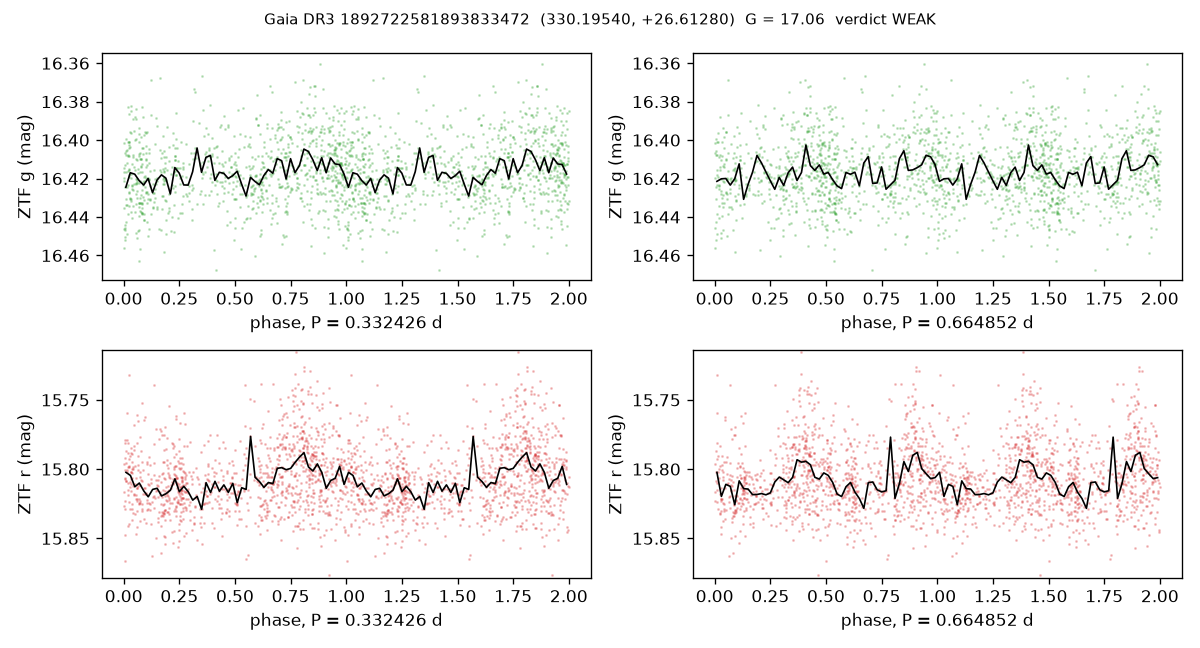 Gaia DR3 1892722581893833472 (330.19540, +26.61280) G = 17.06 verdict WEAK
16.36
16.38
16.40
16.42
16.44
16.46
ZTF g (mag)
0.00 0.25 0.50 0.75 1.00 1.25 1.50 1.75 2.00
phase, P = 0.332426 d
16.36
16.38
16.40
16.42
16.44
16.46
ZTF g (mag)
0.00 0.25 0.50 0.75 1.00 1.25 1.50 1.75 2.00
phase, P = 0.664852 d
15.75
15.80
15.85
ZTF r (mag)
0.00 0.25 0.50 0.75 1.00 1.25 1.50 1.75 2.00
phase, P = 0.332426 d
15.75
15.80
15.85
ZTF r (mag)
0.00 0.25 0.50 0.75 1.00 1.25 1.50 1.75 2.00
phase, P = 0.664852 d